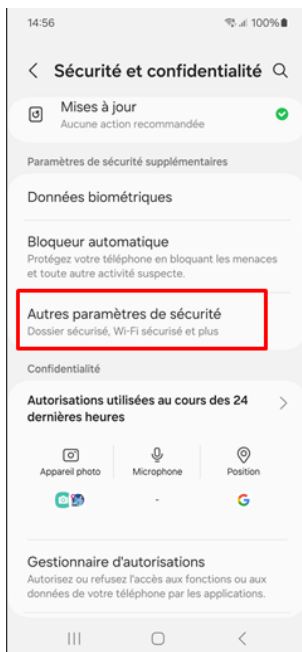 14:56 100%
Sécurité et confidentialité
Mises à jour
Aucune action recommandée
Paramètres de sécurité supplémentaires
Données biométriques
Bloqueur automatique
Protégez votre téléphone en bloquant les menaces
et toute autre activité suspecte.
Autres paramètres de sécurité
Dossier sécurisé, Wi-Fi sécurisé et plus
Confidentialité
Autorisations utilisées au cours des 24
dernières heures
Appareil photo Microphone Position
-
G
Gestionnaire d'autorisations
Autorisez ou refusez l'accès aux fonctions ou aux
données de votre téléphone par les applications.